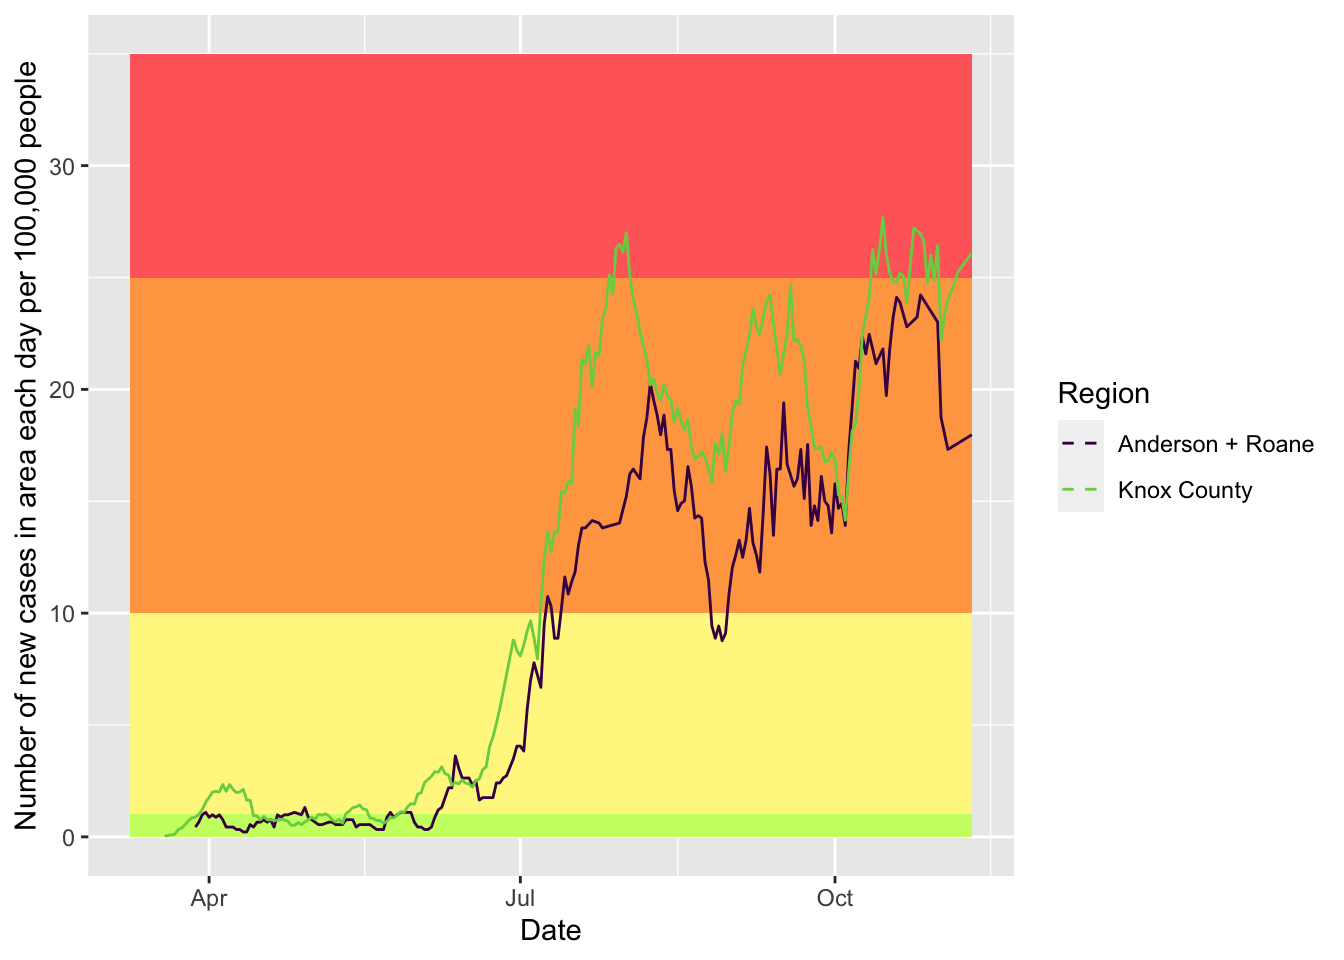 Number of new cases in area each day per 100,000 people
30
20
10
0
Apr
Jul
Oct
Date
Region
Anderson + Roane
Knox County